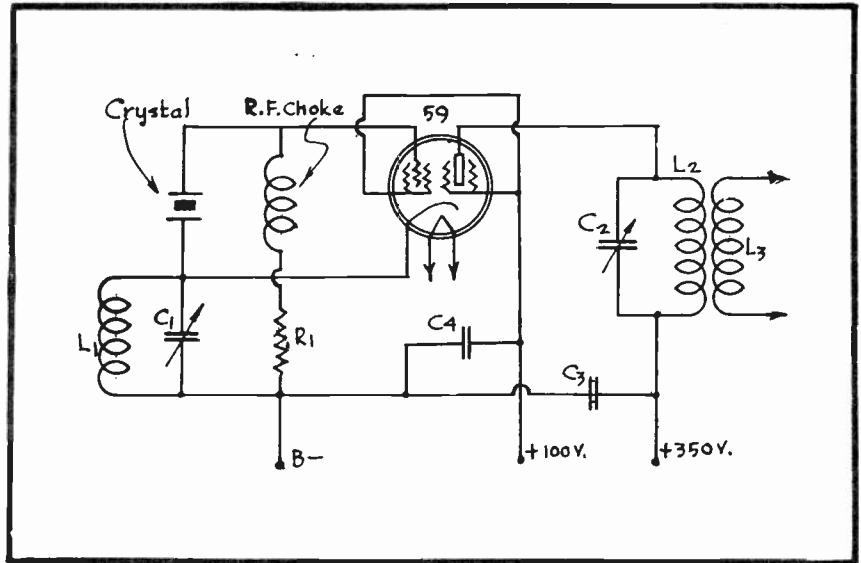 Crystal
R.F. Choke
59
L2
C2
L3
L1
C1
R1
C4
C3
B-
+100V.
+350V.